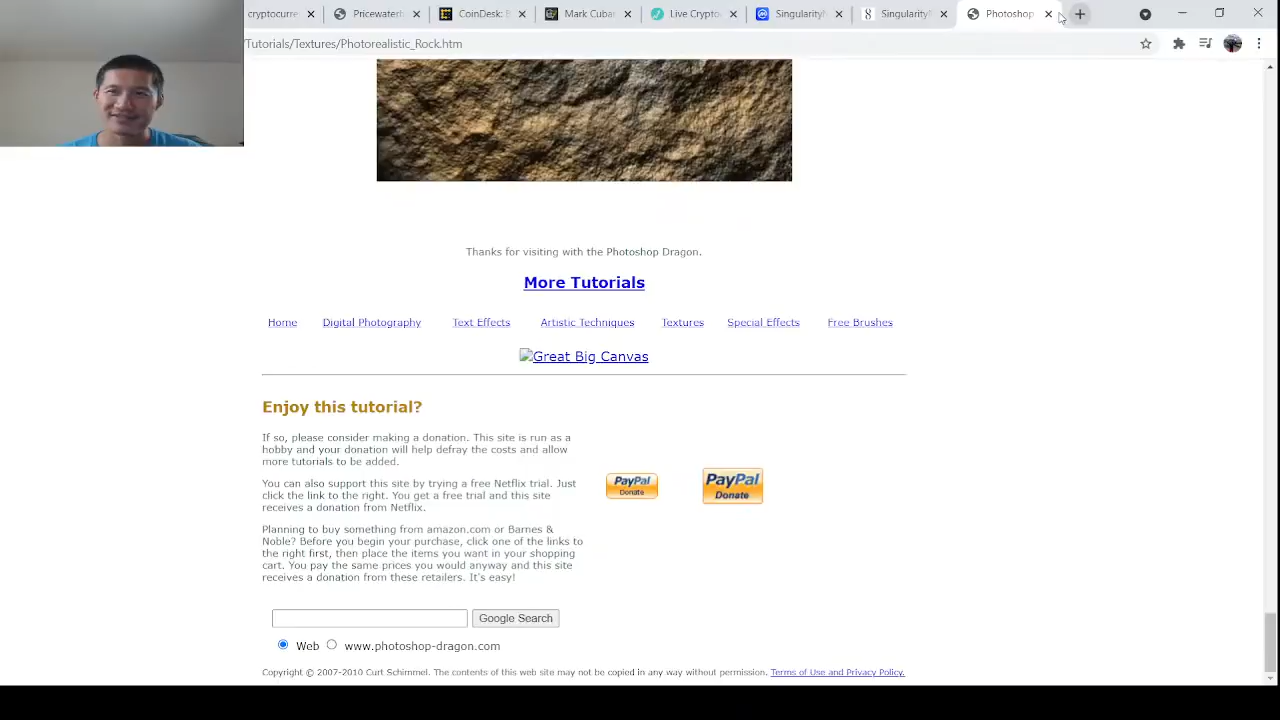 cryptocurre
Pricewaterh
CoinDesk: B
Mark Cuban
Live Crypto
SingularityN
SingularityN
Photoshop
Tutorials/Textures/Photorealistic_Rock.htm
Thanks for visiting with the Photoshop Dragon.
More Tutorials
Home Digital Photography Text Effects Artistic Techniques Textures Special Effects Free Brushes
Great Big Canvas
Enjoy this tutorial?
If so, please consider making a donation. This site is run as a
hobby and your donation will help defray the costs and allow
more tutorials to be added.
You can also support this site by trying a free Netflix trial. Just
click the link to the right. You get a free trial and this site
receives a donation from Netflix.
Planning to buy something from amazon.com or Barnes &
Noble? Before you begin your purchase, click one of the links to
the right first, then place the items you want in your shopping
cart. You pay the same prices you would anyway and this site
receives a donation from these retailers. It's easy!
PayPal
Donate
PayPal
Donate
Google Search
Web www.photoshop-dragon.com
Copyright © 2007-2010 Curt Schimmel. The contents of this web site may not be copied in any way without permission. Terms of Use and Privacy Policy.